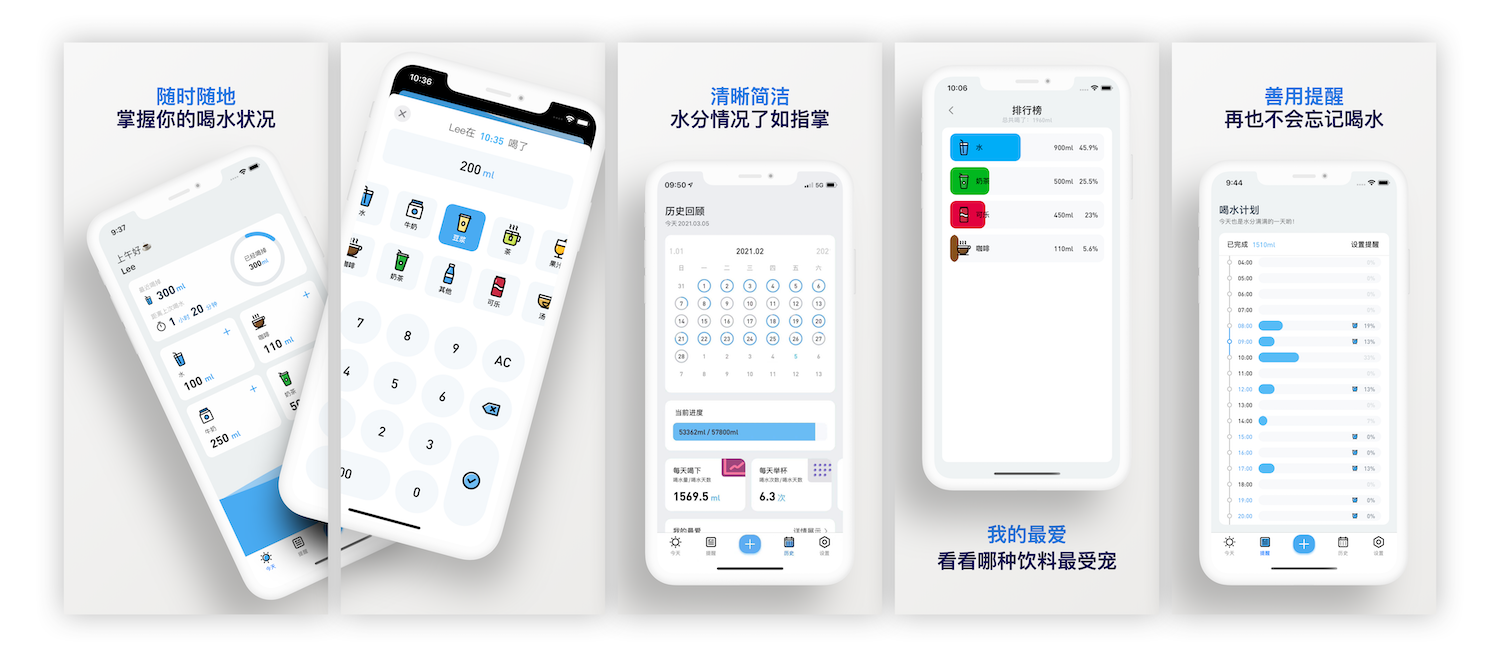 随时随地
掌握你的喝水状况
9:37
上午好
Lee
已经喝掉
300ml
最近喝掉
300 ml
距离上次喝水
1 小时 20 分钟
水
100 ml
咖啡
110 ml
牛奶
250 ml
奶茶
今天
提醒
10:36
Lee在 10:35 喝了
200 ml
水
牛奶
豆浆
茶
果汁
奶茶
其他
可乐
汤
7
8
9
AC
4
5
6
2
3
0
清晰简洁
水分情况了如指掌
09:50
5G
历史回顾
今天 2021.03.05
1.01
2021.02
202
日 一 二 三 四 五 六
31 1 2 3 4 5 6
7 8 9 10 11 12 13
14 15 16 17 18 19 20
21 22 23 24 25 26 27
28 1 2 3 4 5 6
7 8 9 10 11 12 13
当前进度
53362ml / 57800ml
每天喝下
喝水量/喝水天数
1569.5 ml
每天举杯
喝水次数/喝水天数
6.3 次
我的最爱
详情展示
今天
提醒
历史
设置
10:06
排行榜
总共喝了：1960ml
水 900ml 45.9%
奶茶 500ml 25.5%
可乐 450ml 23%
咖啡 110ml 5.6%
我的最爱
看看哪种饮料最受宠
善用提醒
再也不会忘记喝水
9:44
喝水计划
今天也是水分满满的一天哟！
已完成 1510ml
设置提醒
04:00 0%
05:00 0%
06:00 0%
07:00 0%
08:00 19%
09:00 13%
10:00 33%
12:00 13%
13:00 0%
14:00 7%
15:00 0%
16:00 0%
17:00 13%
18:00 0%
19:00 0%
20:00 0%
今天
提醒
历史
设置